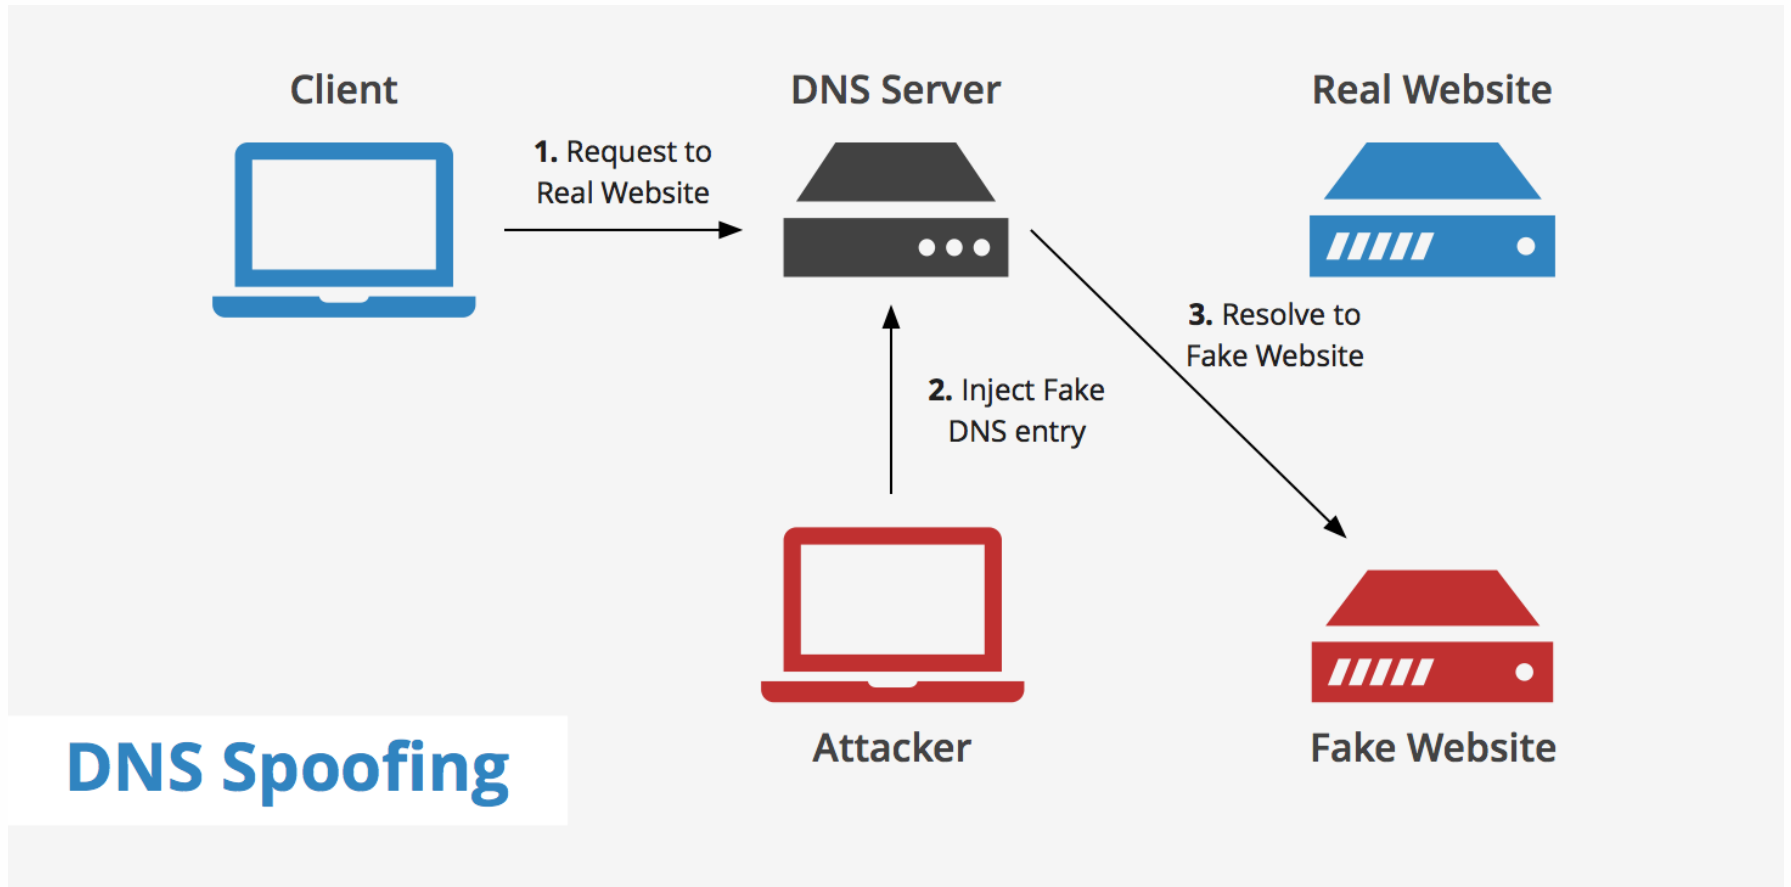 Client
DNS Server
Real Website
1. Request to
Real Website
3. Resolve to
Fake Website
2. Inject Fake
DNS entry
Attacker
Fake Website
DNS Spoofing